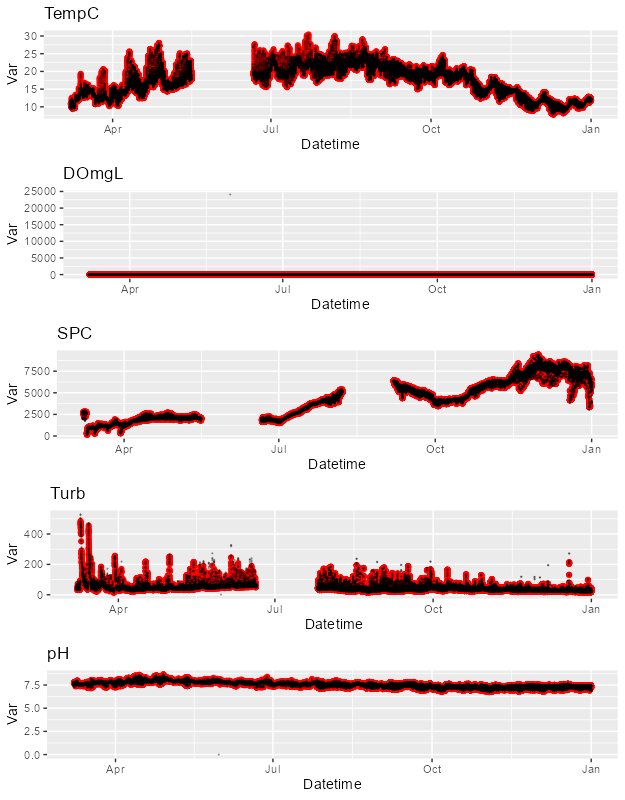 TempC
30
25
20
15
10
Var
Apr
Jul
Oct
Jan
Datetime
DOmgL
25000
20000
15000
10000
5000
0
Var
Apr
Jul
Oct
Jan
Datetime
SPC
7500
5000
2500
0
Var
Apr
Jul
Oct
Jan
Datetime
Turb
400
200
0
Var
Apr
Jul
Oct
Jan
Datetime
pH
7.5
5.0
2.5
0.0
Var
Apr
Jul
Oct
Jan
Datetime